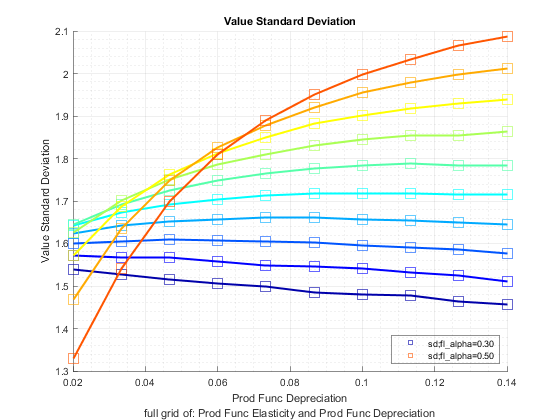 Value Standard Deviation
2.1
2
1.9
1.8
1.7
1.6
1.5
1.4
1.3
Value Standard Deviation
sd;fl_alpha=0.30
sd;fl_alpha=0.50
0.02 0.04 0.06 0.08 0.1 0.12 0.14
Prod Func Depreciation
full grid of: Prod Func Elasticity and Prod Func Depreciation